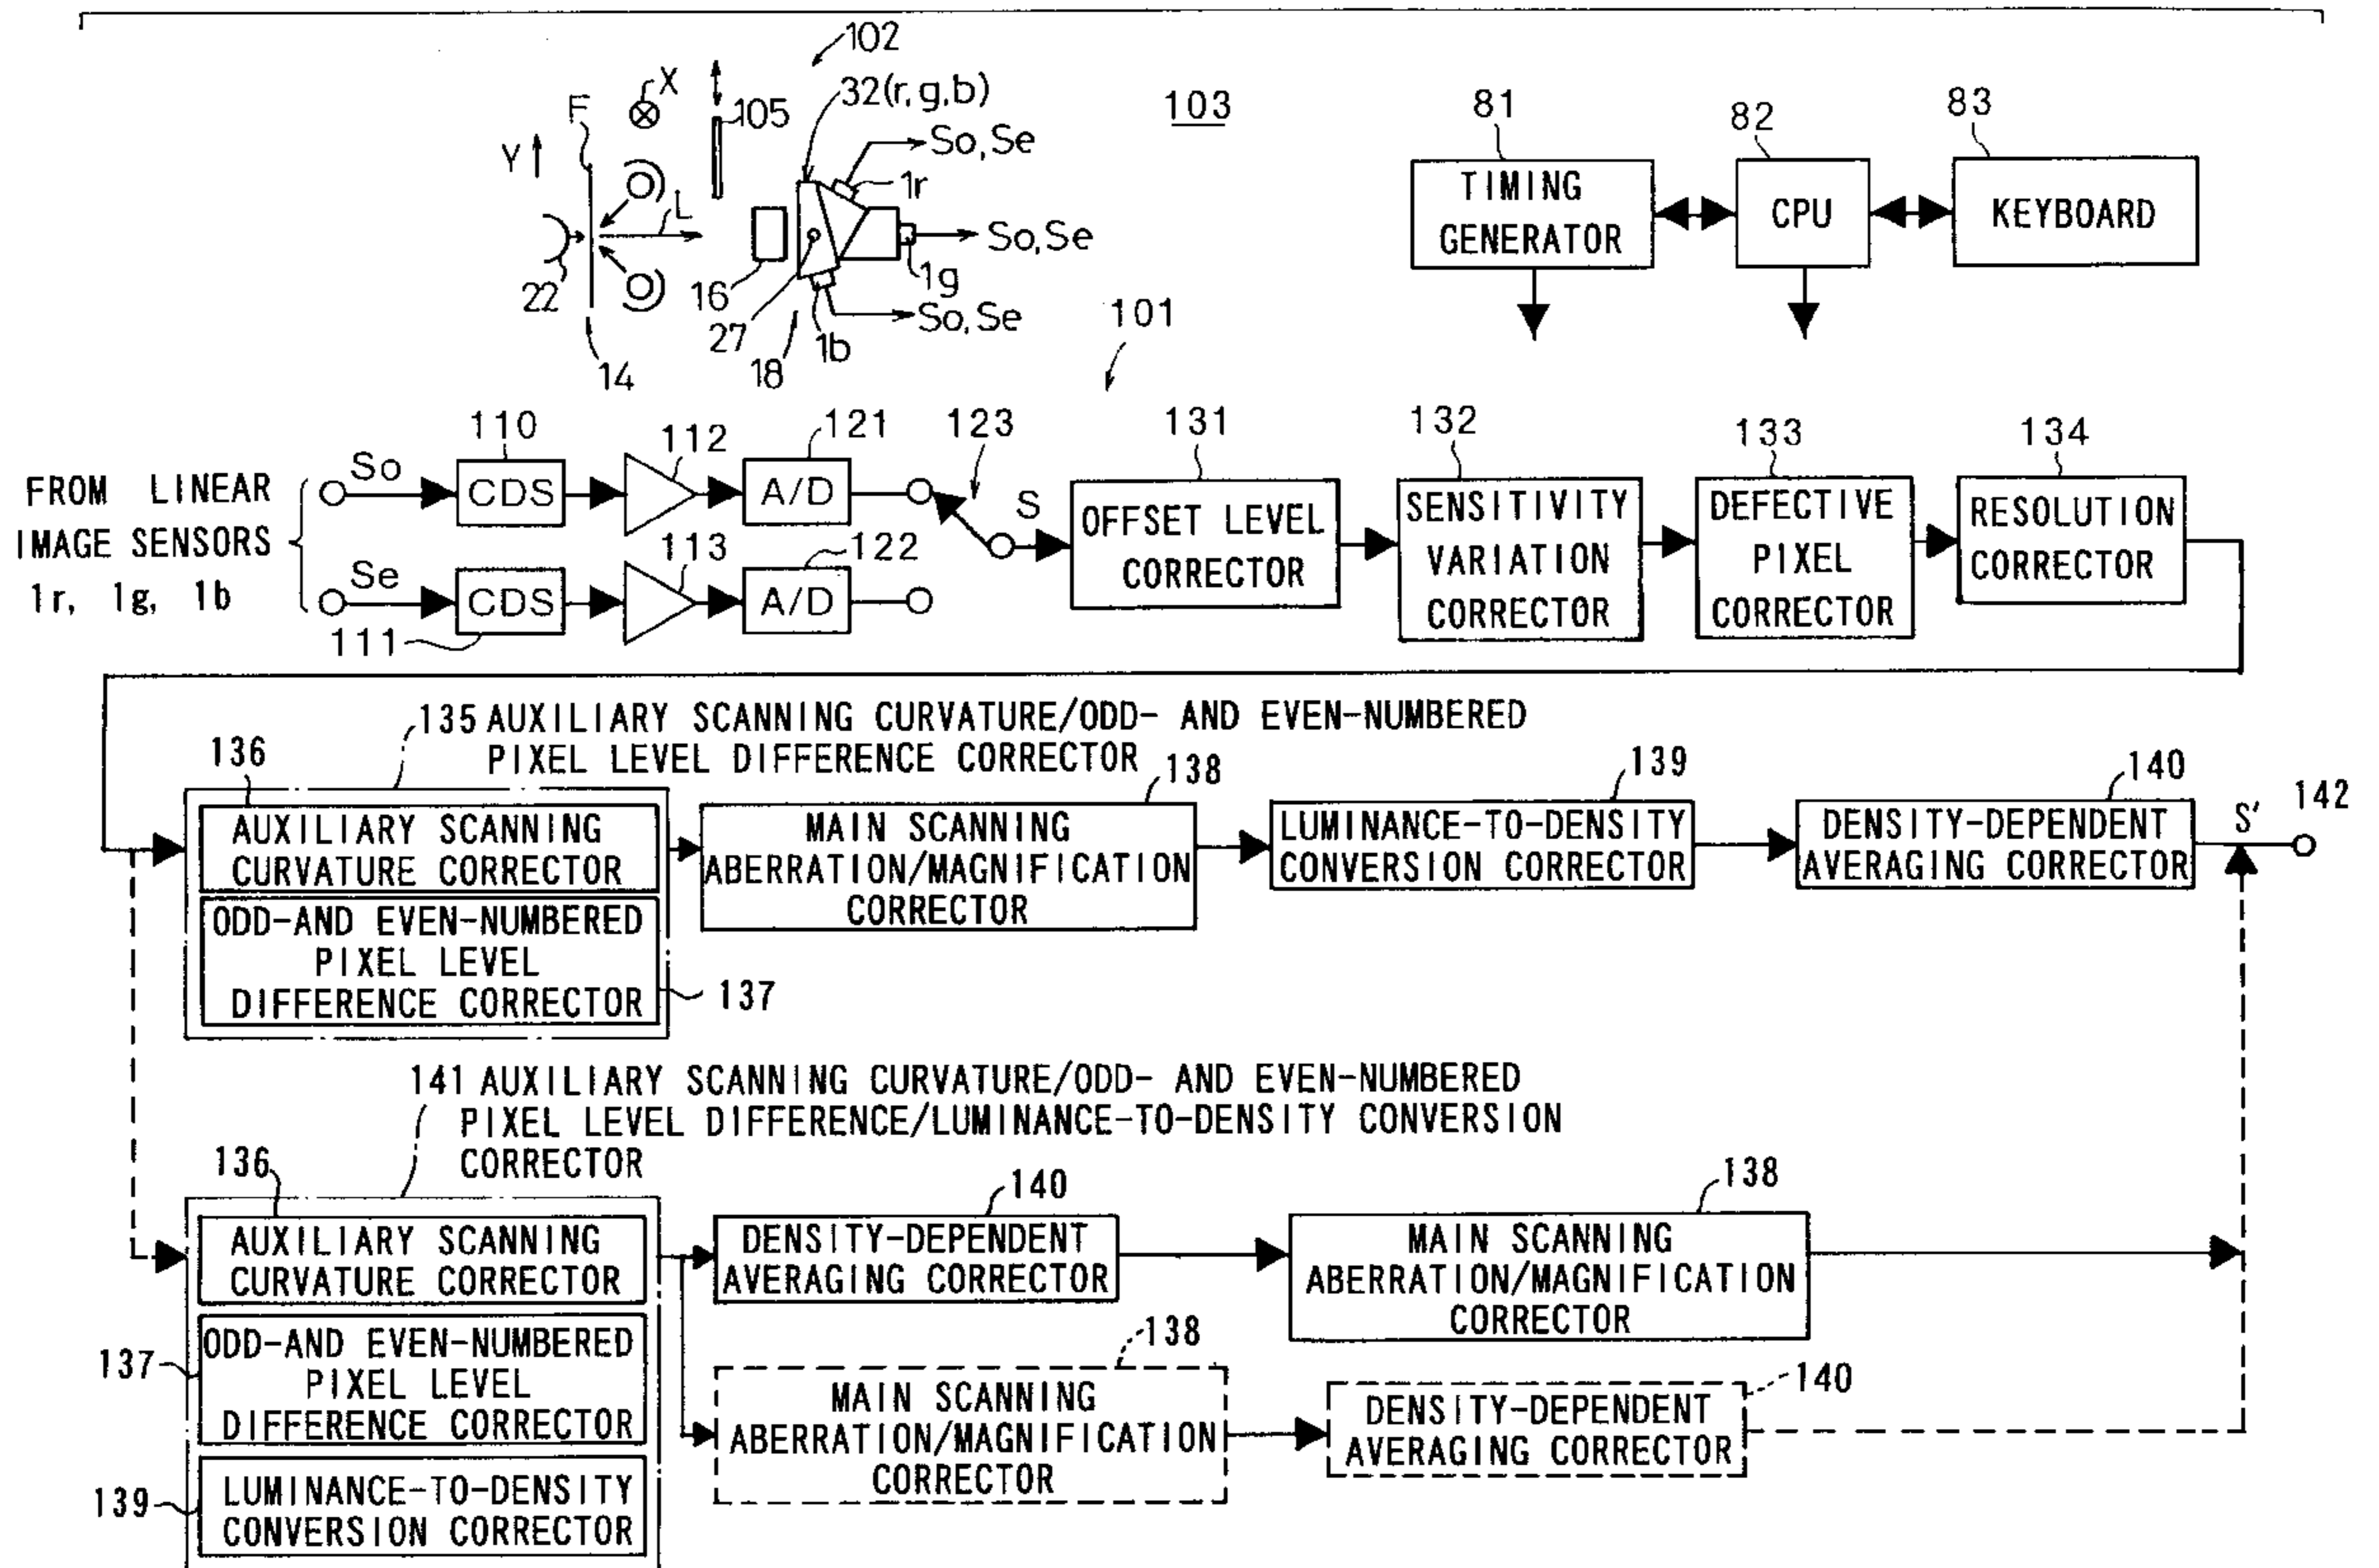 102
X
F
105
32(r,g,b)
103
81
82
83
Y
So,Se
1r
L
So,Se
1g
22
16
27
So,Se
1b
18
14
TIMING
GENERATOR
CPU
KEYBOARD
101
110
112
121
123
131
132
133
134
FROM LINEAR
IMAGE SENSORS
1r, 1g, 1b
So
CDS
A/D
S
Se
CDS
111
113
A/D
122
OFFSET LEVEL
CORRECTOR
SENSITIVITY
VARIATION
CORRECTOR
DEFECTIVE
PIXEL
CORRECTOR
RESOLUTION
CORRECTOR
135 AUXILIARY SCANNING CURVATURE/ODD- AND EVEN-NUMBERED
PIXEL LEVEL DIFFERENCE CORRECTOR
136
138
139
140
142
AUXILIARY SCANNING
CURVATURE CORRECTOR
ODD-AND EVEN-NUMBERED
PIXEL LEVEL
DIFFERENCE CORRECTOR
137
MAIN SCANNING
ABERRATION/MAGNIFICATION
CORRECTOR
LUMINANCE-TO-DENSITY
CONVERSION CORRECTOR
DENSITY-DEPENDENT
AVERAGING CORRECTOR
S'
141 AUXILIARY SCANNING CURVATURE/ODD- AND EVEN-NUMBERED
PIXEL LEVEL DIFFERENCE/LUMINANCE-TO-DENSITY CONVERSION
CORRECTOR
136
140
138
AUXILIARY SCANNING
CURVATURE CORRECTOR
137
ODD-AND EVEN-NUMBERED
PIXEL LEVEL
DIFFERENCE CORRECTOR
139
LUMINANCE-TO-DENSITY
CONVERSION CORRECTOR
DENSITY-DEPENDENT
AVERAGING CORRECTOR
MAIN SCANNING
ABERRATION/MAGNIFICATION
CORRECTOR
138
MAIN SCANNING
ABERRATION/MAGNIFICATION
CORRECTOR
140
DENSITY-DEPENDENT
AVERAGING CORRECTOR